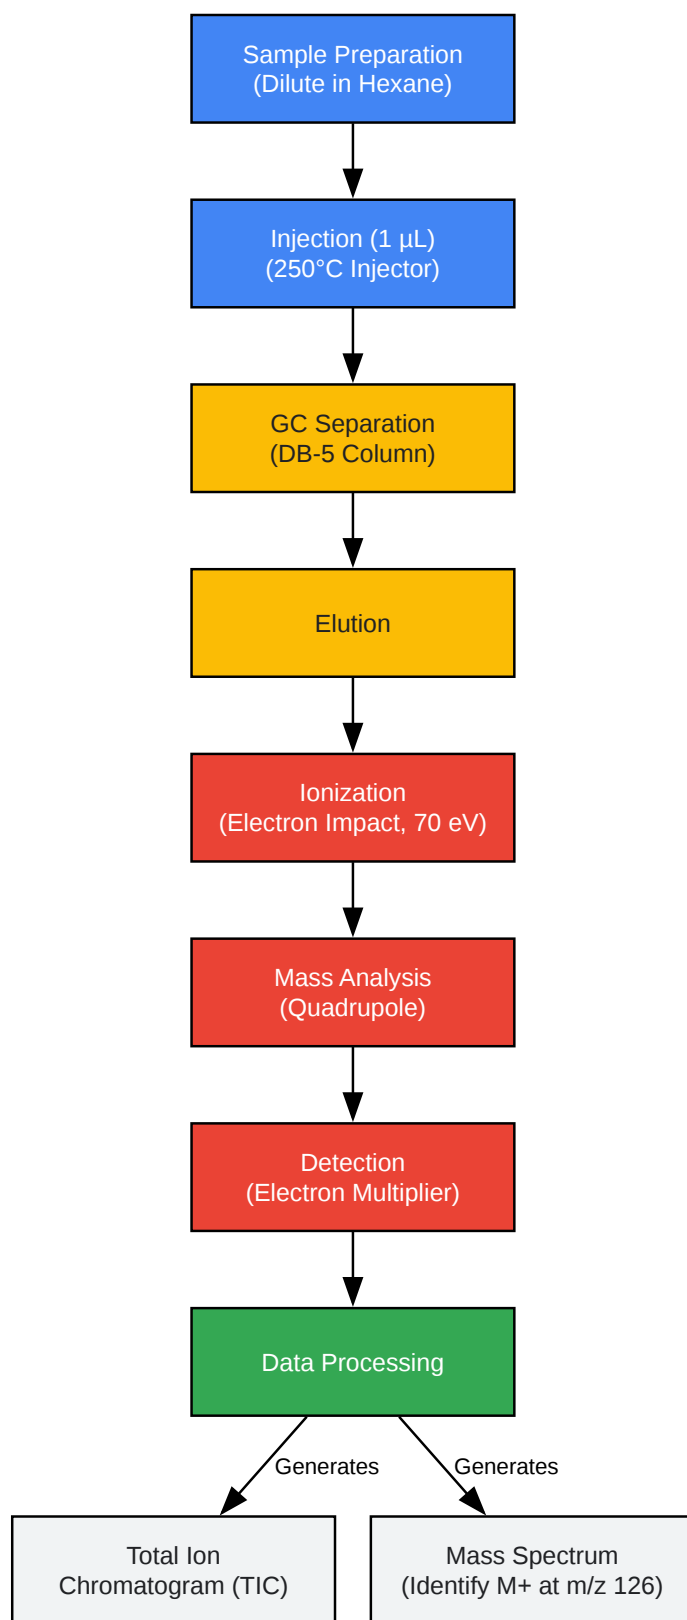 Sample Preparation
(Dilute in Hexane)
Injection (1 µL)
(250°C Injector)
GC Separation
(DB-5 Column)
Elution
Ionization
(Electron Impact, 70 eV)
Mass Analysis
(Quadrupole)
Detection
(Electron Multiplier)
Data Processing
Generates
Generates
Total Ion
Chromatogram (TIC)
Mass Spectrum
(Identify M+ at m/z 126)